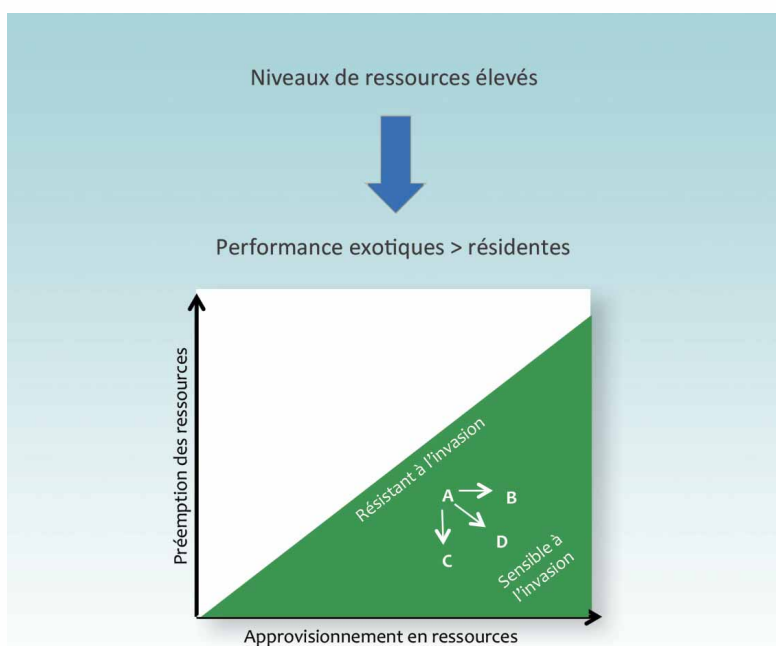 Niveaux de ressources élevés
Performance exotiques > résidentes
Préemption des ressources
Résistant à l'invasion
A
B
C
D
Sensible à
l'invasion
Approvisionnement en ressources